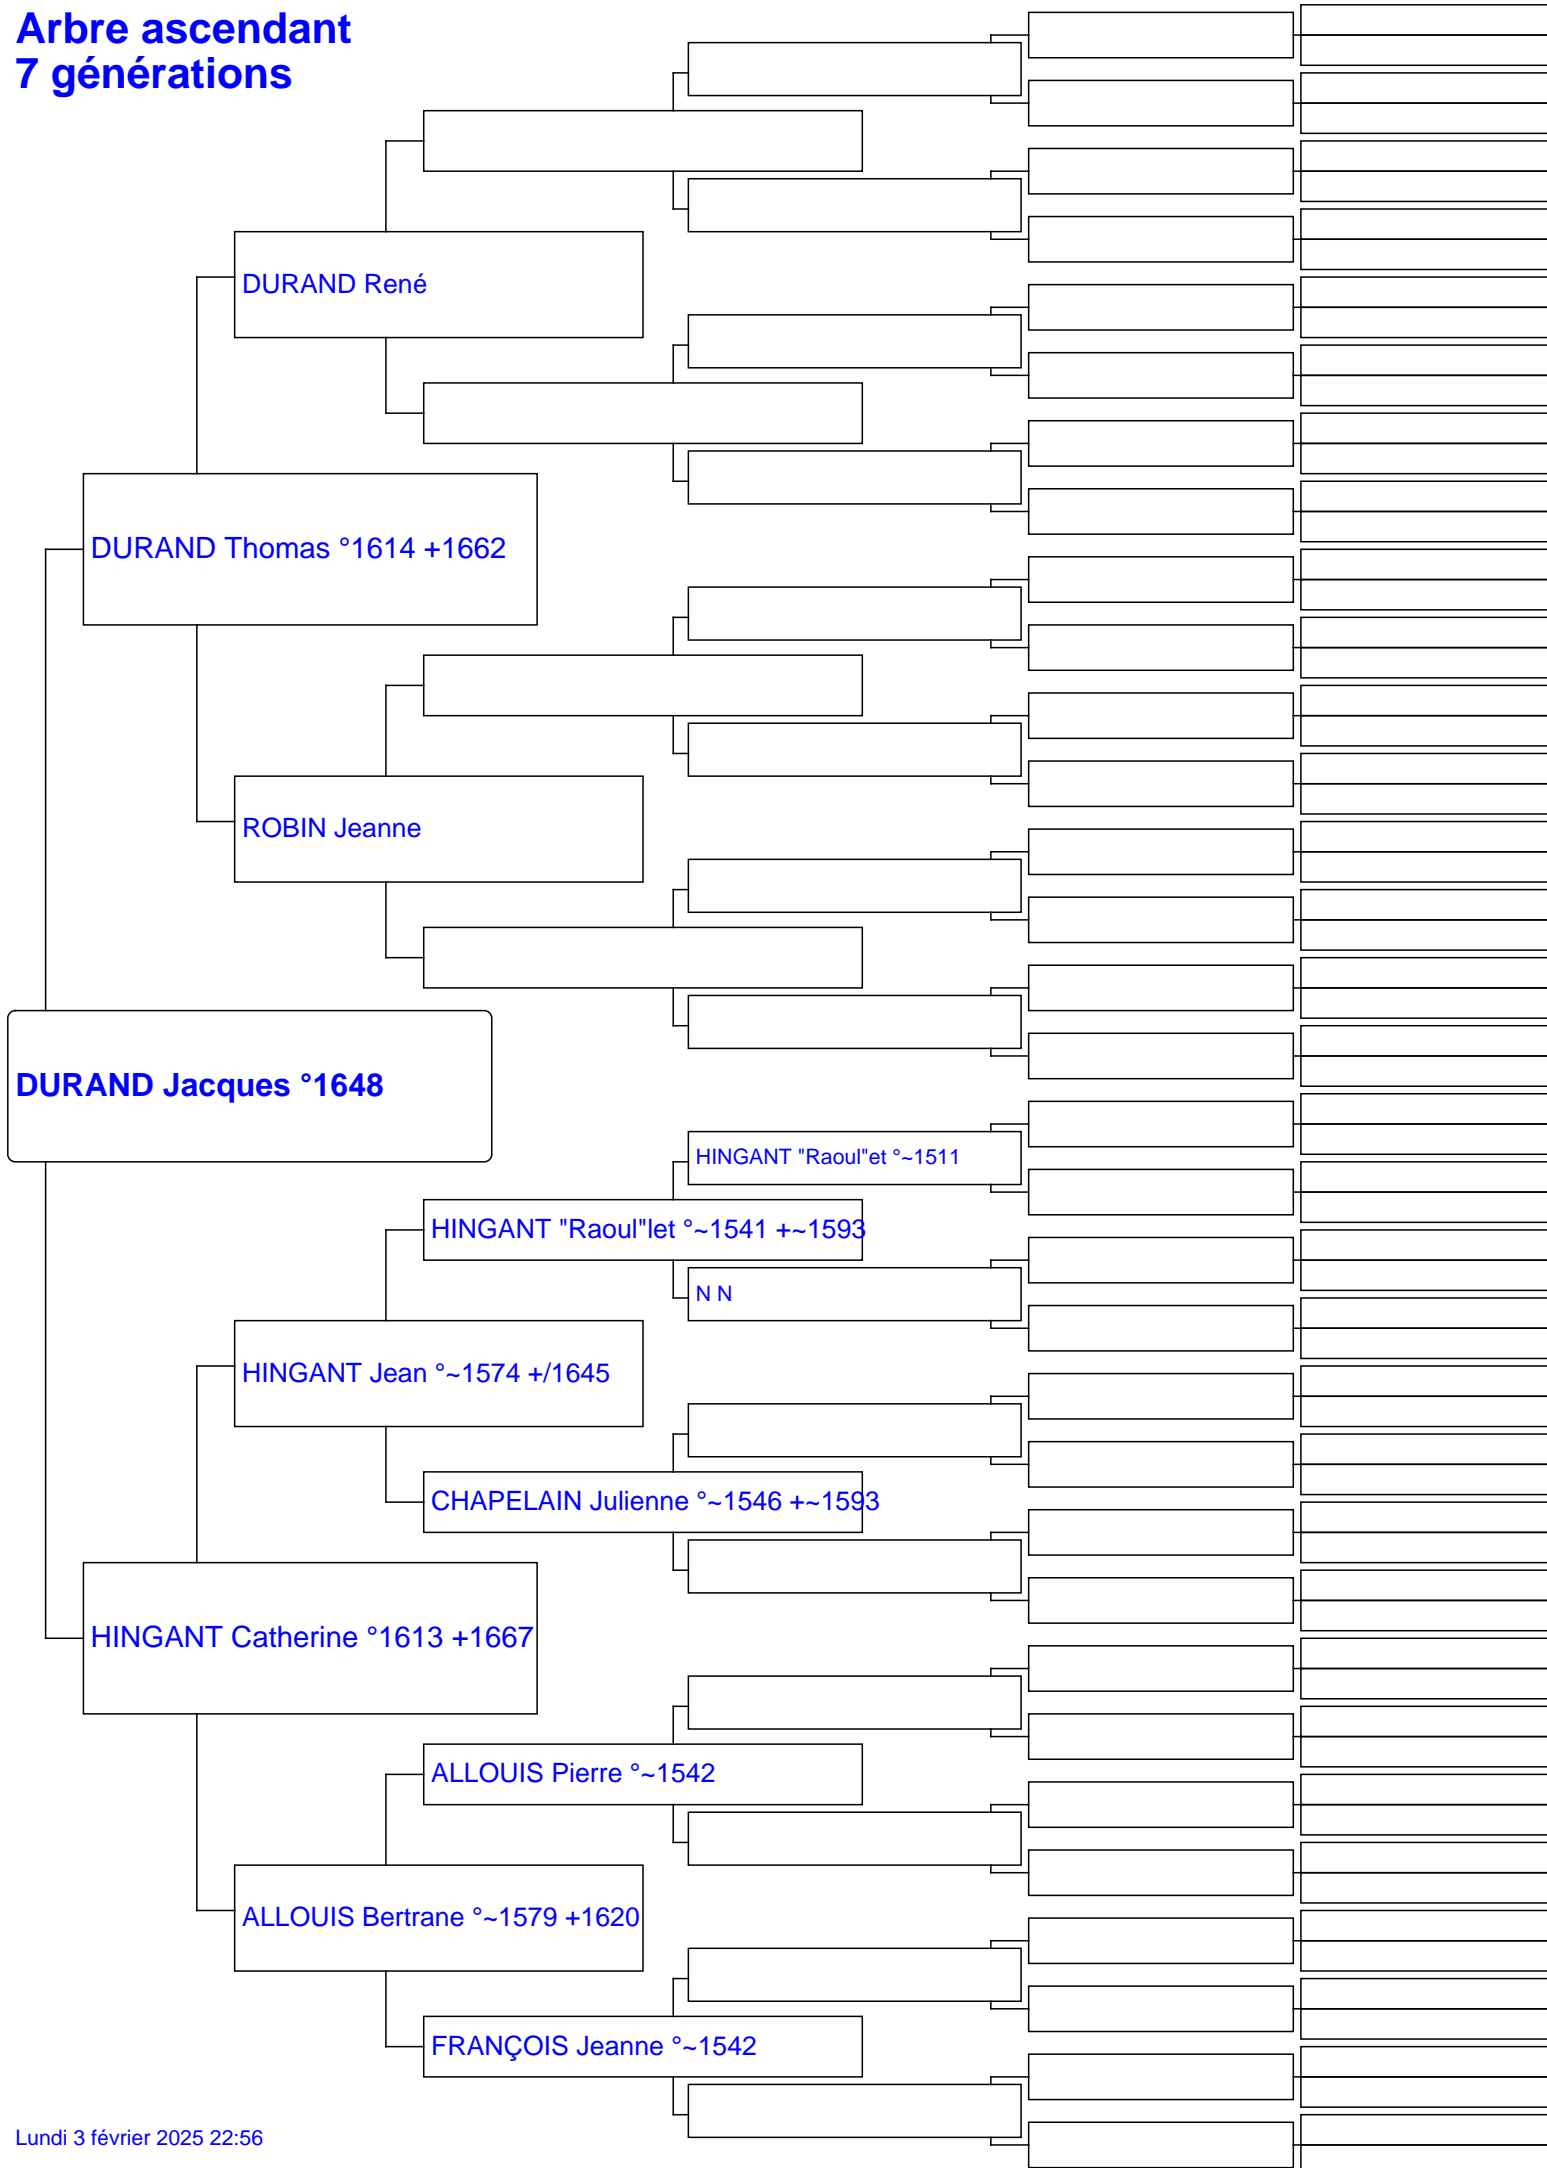 Arbre ascendant
7 générations
DURAND René
DURAND Thomas °1614 +1662
ROBIN Jeanne
DURAND Jacques °1648
HINGANT "Raoul"et °~1511
HINGANT "Raoul"let °~1541 +~1593
N N
HINGANT Jean °~1574 +/1645
CHAPELAIN Julienne °~1546 +~1593
HINGANT Catherine °1613 +1667
ALLOUIS Pierre °~1542
ALLOUIS Bertrane °~1579 +1620
FRANÇOIS Jeanne °~1542
Lundi 3 février 2025 22:56